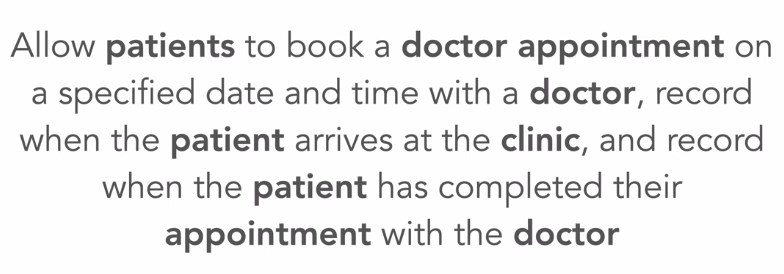 Allow patients to book a doctor appointment on
a specified date and time with a doctor, record
when the patient arrives at the clinic, and record
when the patient has completed their
appointment with the doctor